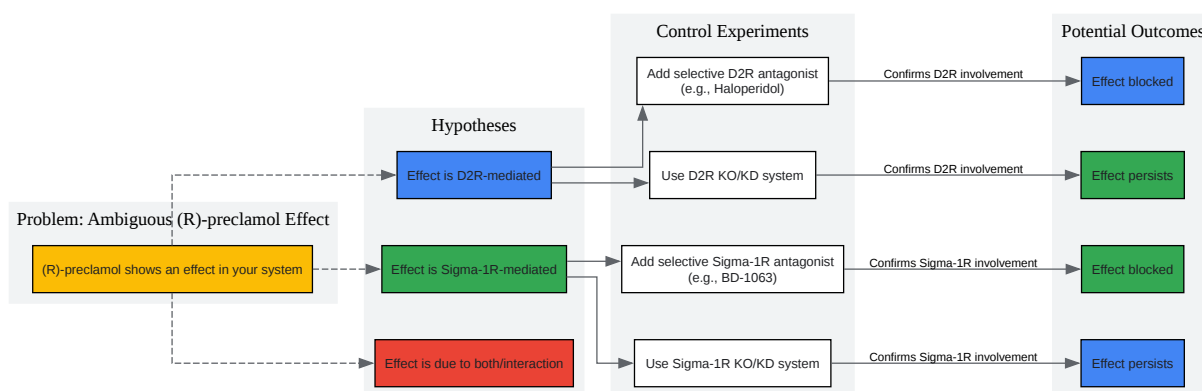 Control Experiments
Potential Outcomes
Add selective D2R antagonist
(e.g., Haloperidol)
Confirms D2R involvement
Effect blocked
Hypotheses
Effect is D2R-mediated
Use D2R KO/KD system
Confirms D2R involvement
Effect persists
Problem: Ambiguous (R)-preclamol Effect
(R)-preclamol shows an effect in your system
Effect is Sigma-1R-mediated
Add selective Sigma-1R antagonist
(e.g., BD-1063)
Confirms Sigma-1R involvement
Effect blocked
Effect is due to both/interaction
Use Sigma-1R KO/KD system
Confirms Sigma-1R involvement
Effect persists